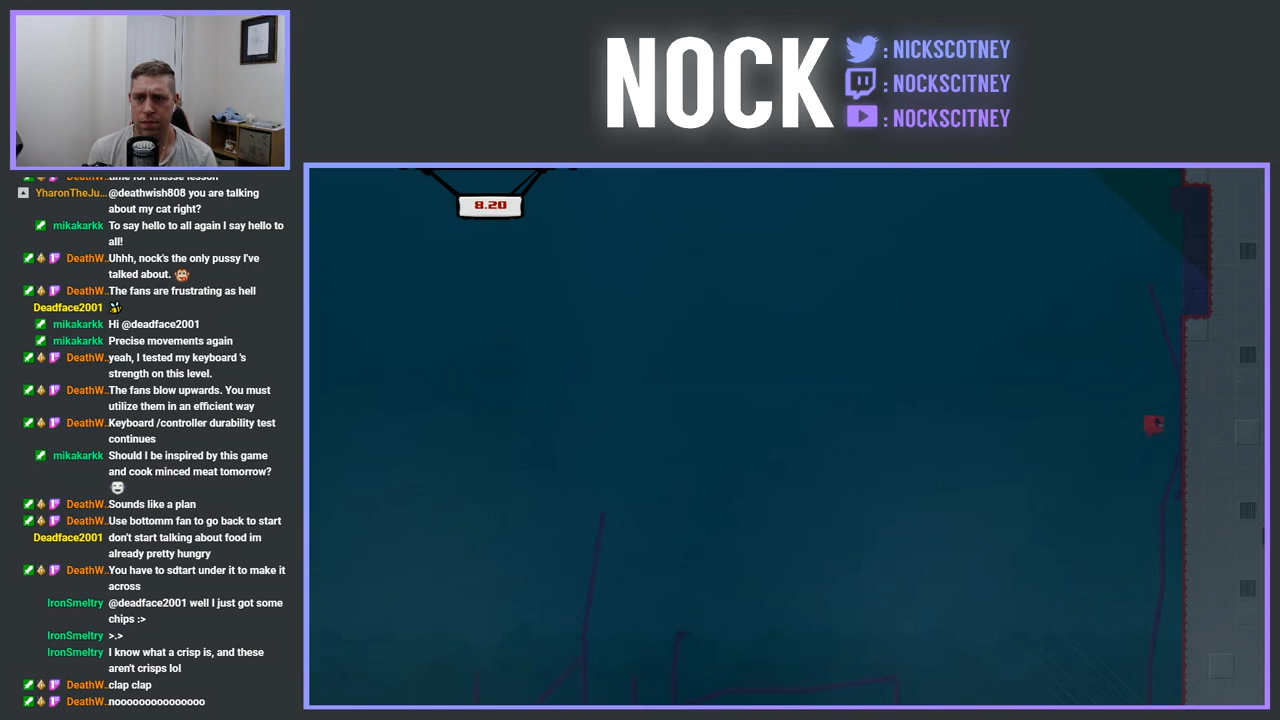 NOCK
: NICKSCOTNEY
: NOCKSCITNEY
: NOCKSCITNEY
8.20
time for finesse lesson
YharonTheJu... @deathwish808 you are talking
about my cat right?
mikakarkk To say hello to all again I say hello to
all!
DeathW.. Uhhh, nock's the only pussy I've
talked about.
DeathW.. The fans are frustrating as hell
Deadface2001
mikakarkk Hi @deadface2001
mikakarkk Precise movements again
DeathW.. yeah, I tested my keyboard 's
strength on this level.
DeathW.. The fans blow upwards. You must
utilize them in an efficient way
DeathW.. Keyboard /controller durability test
continues
mikakarkk Should I be inspired by this game
and cook minced meat tomorrow?
DeathW.. Sounds like a plan
DeathW.. Use bottomm fan to go back to start
Deadface2001 don't start talking about food im
already pretty hungry
DeathW.. You have to sdtart under it to make it
across
IronSmeltry @deadface2001 well I just got some
chips :>
IronSmeltry >.>
IronSmeltry I know what a crisp is, and these
aren't crisps lol
DeathW.. clap clap
DeathW.. nooooooooooooooo